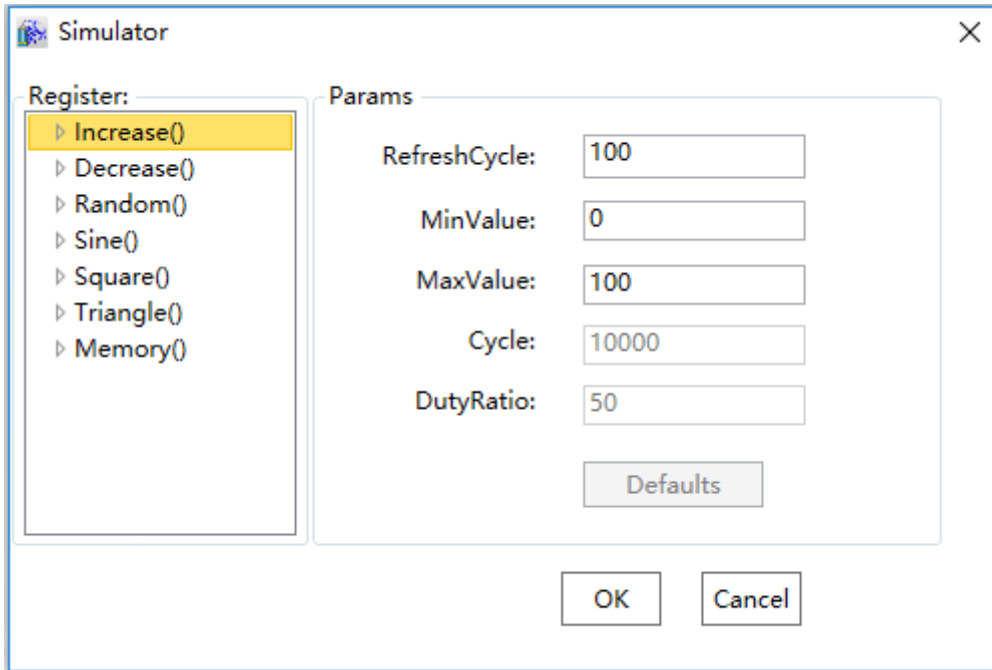 Simulator
Register:
Increase()
Decrease()
Random()
Sine()
Square()
Triangle()
Memory()
Params
RefreshCycle: 100
MinValue: 0
MaxValue: 100
Cycle: 10000
DutyRatio: 50
Defaults
OK Cancel